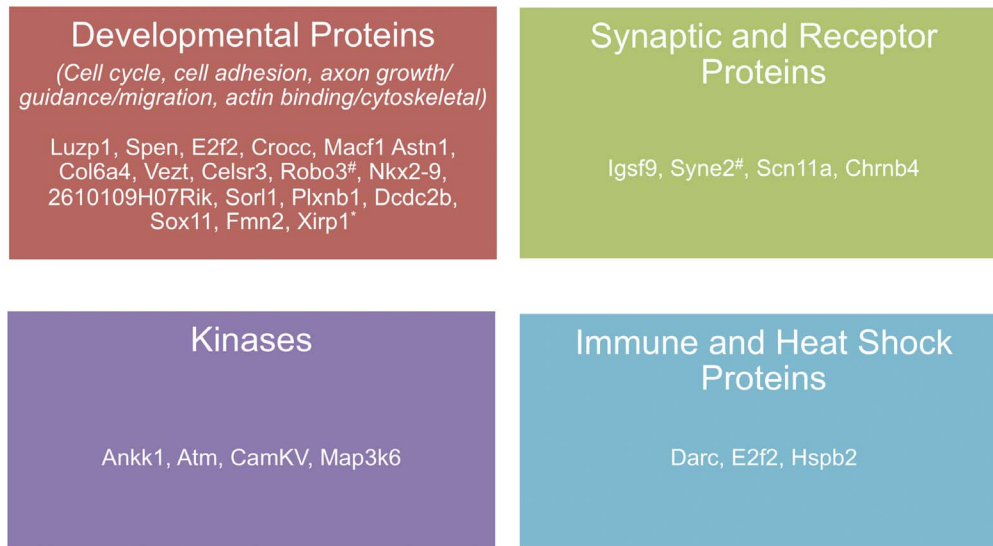 Developmental Proteins
(Cell cycle, cell adhesion, axon growth/
guidance/migration, actin binding/cytoskeletal)
Luzp1, Spen, E2f2, Crocc, Macf1 Astn1,
Col6a4, Vezt, Celsr3, Robo3#, Nkx2-9,
2610109H07Rik, Sorl1, Plxnb1, Dcdc2b,
Sox11, Fmn2, Xirp1*
Synaptic and Receptor
Proteins
Igsf9, Syne2#, Scn11a, Chrnb4
Kinases
Ankk1, Atm, CamKV, Map3k6
Immune and Heat Shock
Proteins
Darc, E2f2, Hspb2